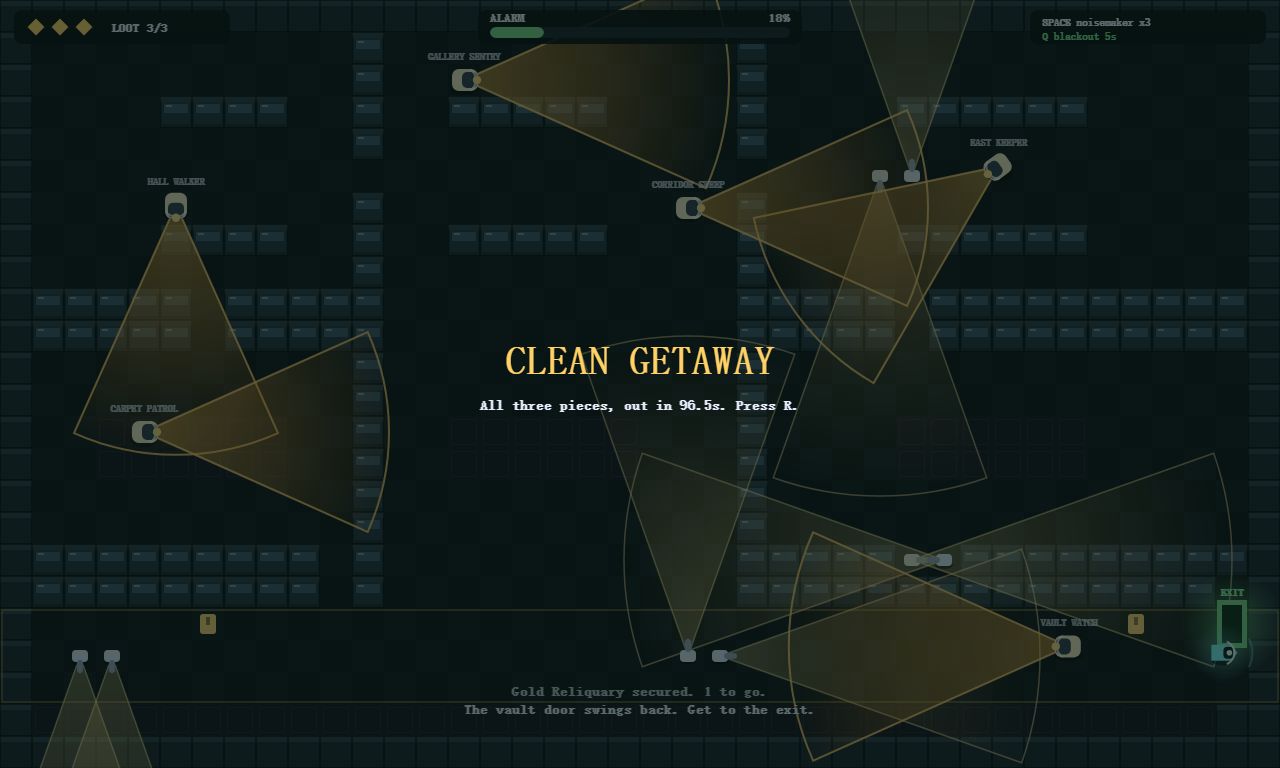 LOOT 3/3
ALARM 18%
SPACE noisemaker x3
Q blackout 5s
GALLERY SENTRY
EAST KEEPER
HALL WALKER
CORRIDOR SWEEP
CLEAN GETAWAY
All three pieces, out in 96.5s. Press R.
CARPET PATROL
EXIT
VAULT WATCH
Gold Reliquary secured. 1 to go.
The vault door swings back. Get to the exit.